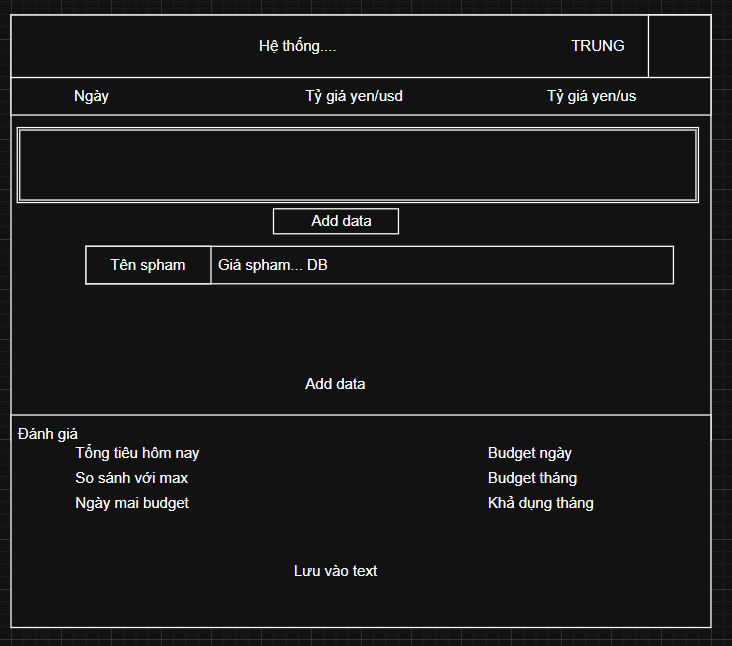 Hệ thống....
TRUNG
Ngày
Tỷ giá yen/usd
Tỷ giá yen/us
Add data
Tên spham
Giá spham... DB
Add data
Đánh giá
Tổng tiêu hôm nay
Budget ngày
So sánh với max
Budget tháng
Ngày mai budget
Khả dụng tháng
Lưu vào text